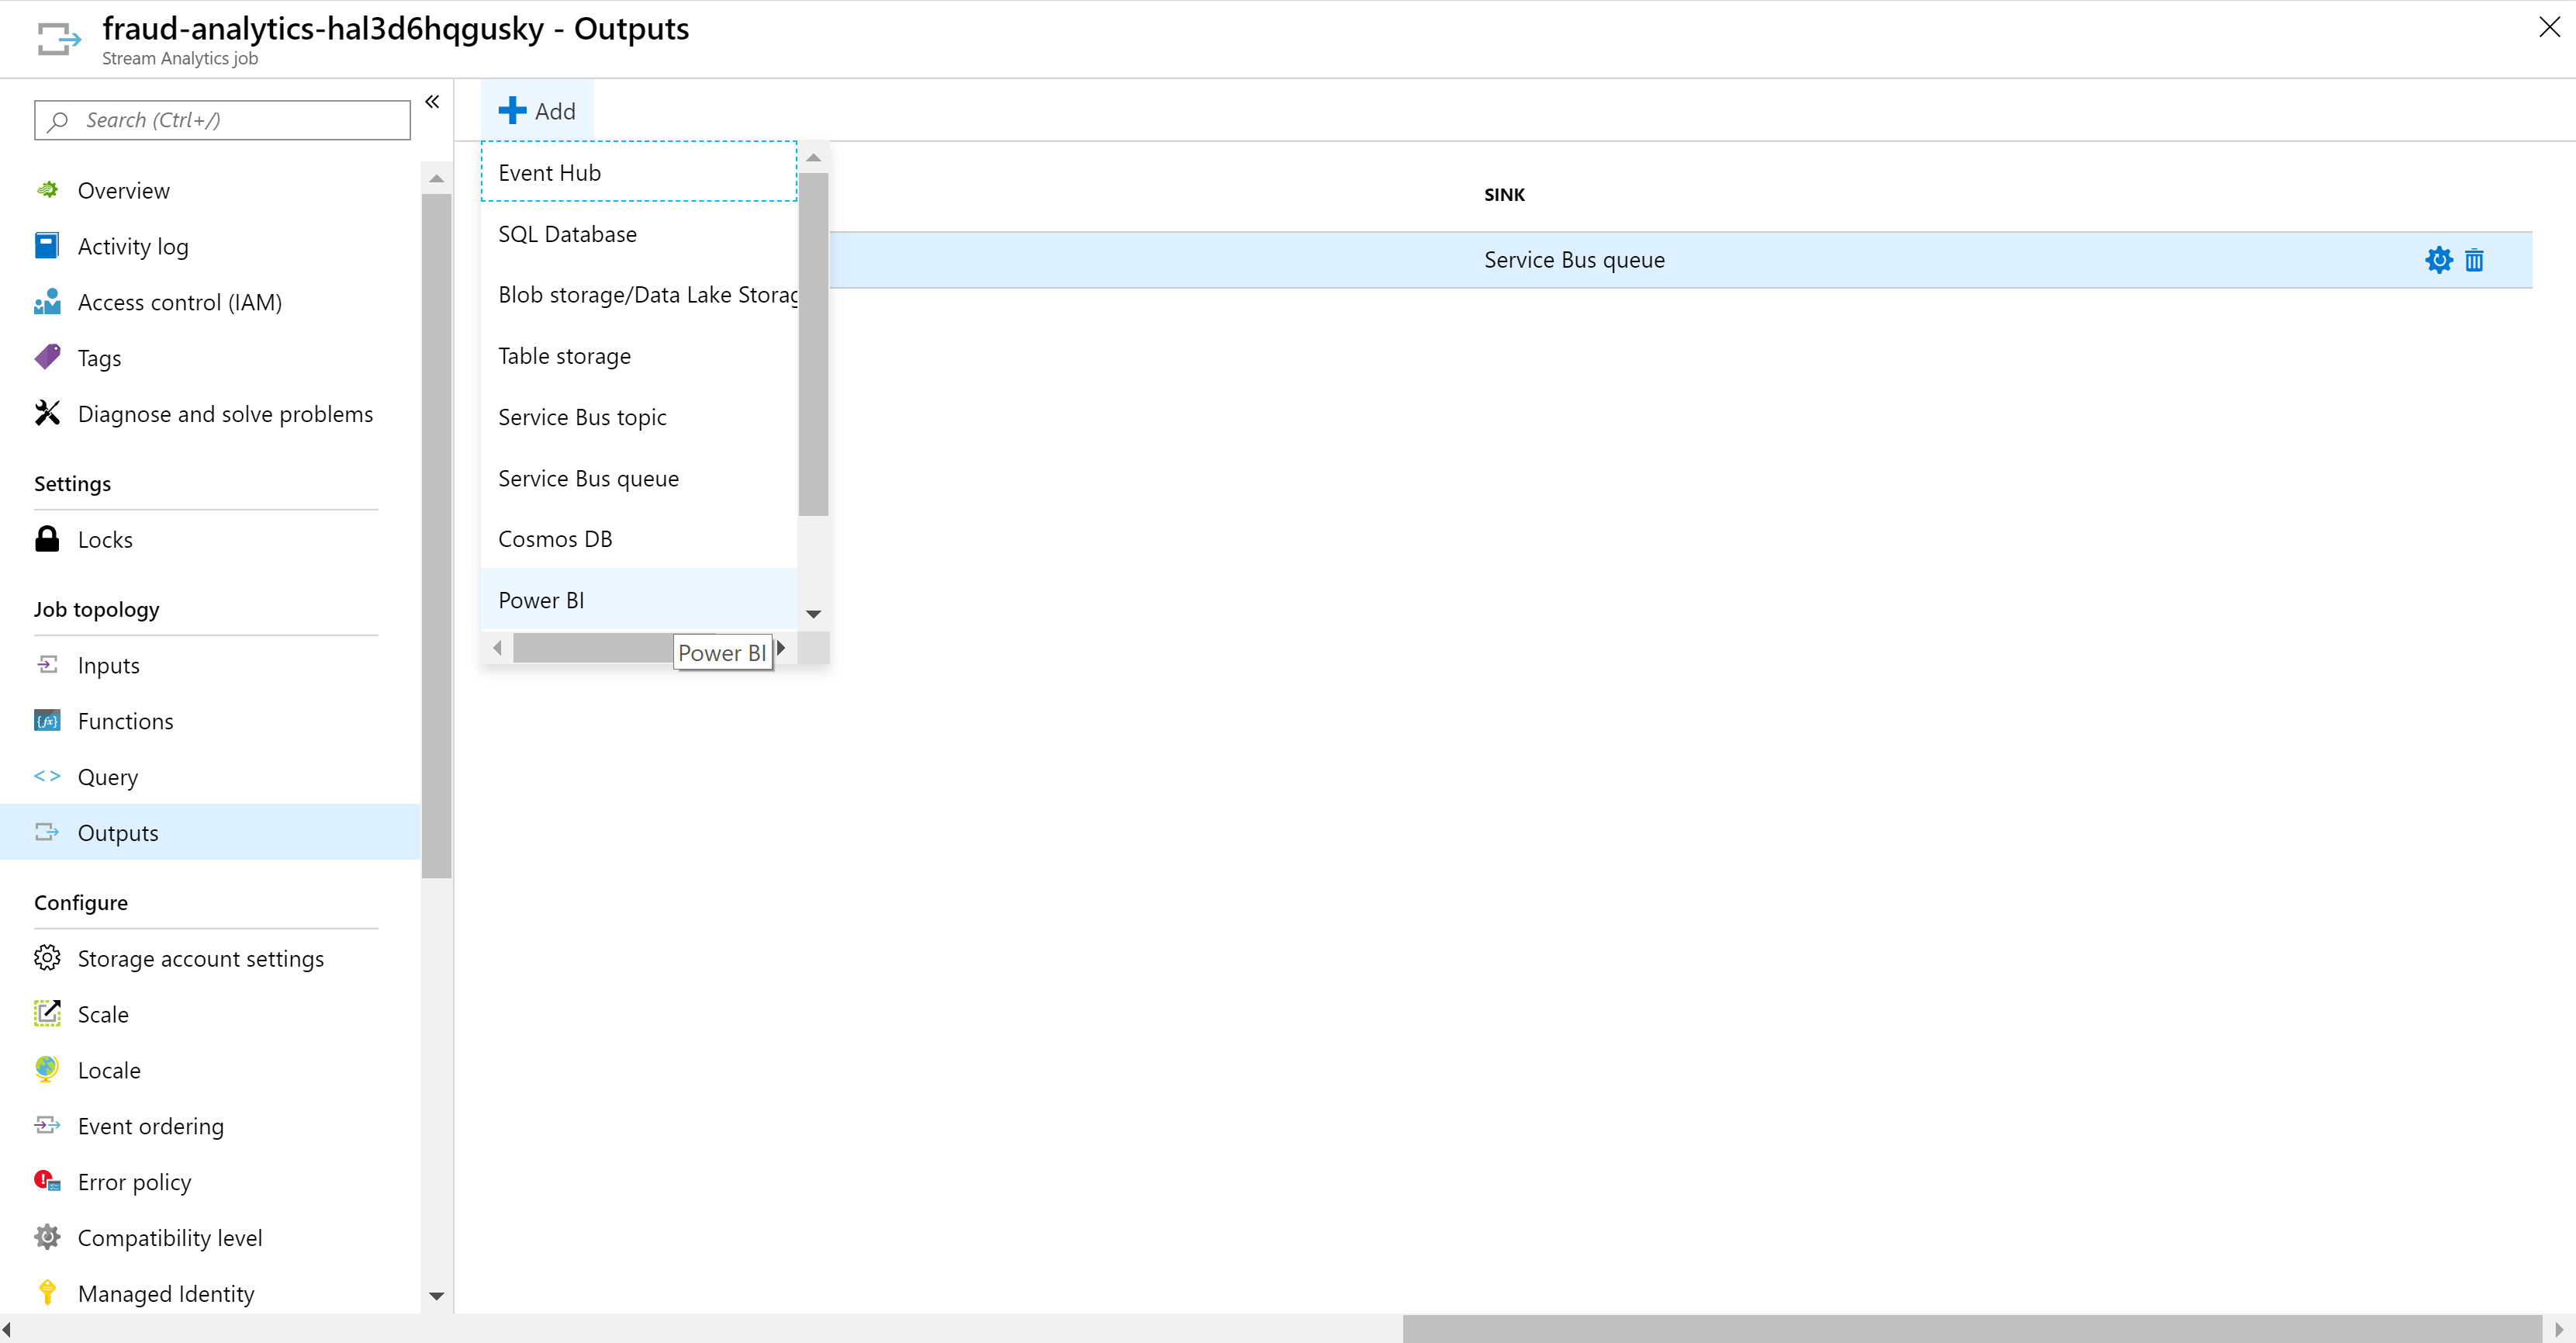 fraud-analytics-hal3d6hqgusky - Outputs
Stream Analytics job
Search (Ctrl+/)
Overview
Activity log
Access control (IAM)
Tags
Diagnose and solve problems
Settings
Locks
Job topology
Inputs
Functions
Query
Outputs
Configure
Storage account settings
Scale
Locale
Event ordering
Error policy
Compatibility level
Managed Identity
Add
Event Hub
SQL Database
Blob storage/Data Lake Storag
Table storage
Service Bus topic
Service Bus queue
Cosmos DB
Power BI
Power BI
SINK
Service Bus queue